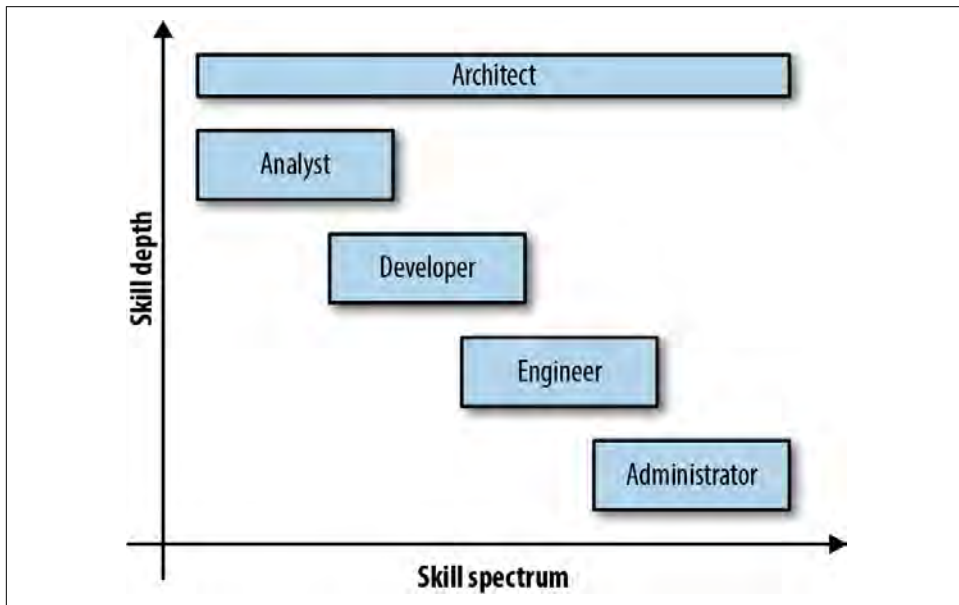 Architect
Analyst
Developer
Engineer
Administrator
Skill depth
Skill spectrum